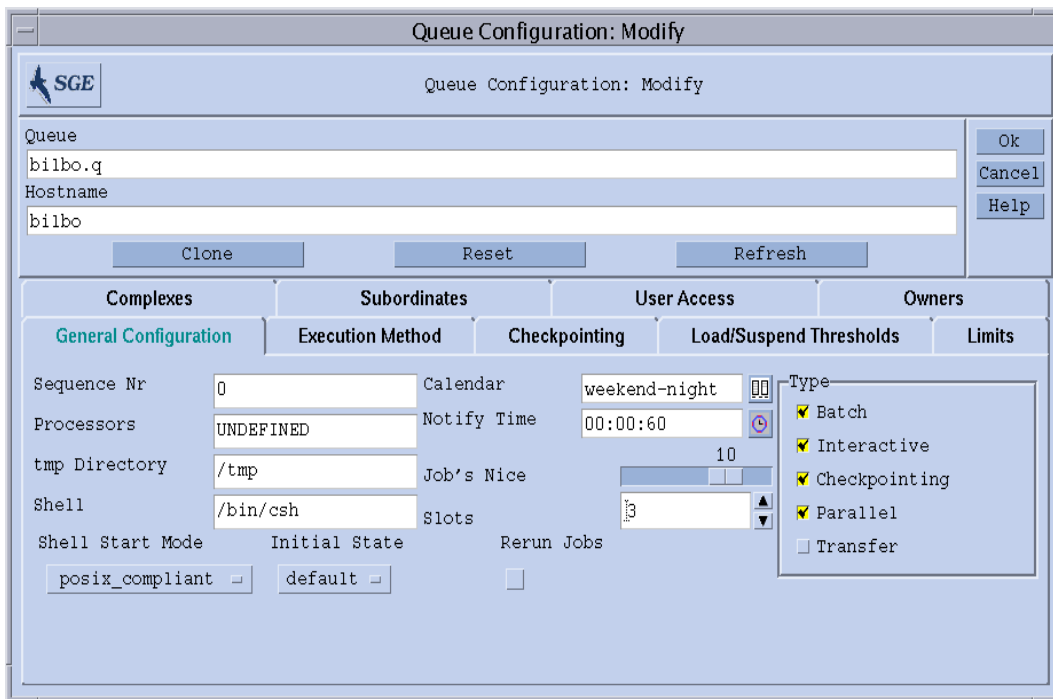 Queue Configuration: Modify
SGE
Queue Configuration: Modify
Queue
bilbo.q
Hostname
bilbo
Clone Reset Refresh
Ok
Cancel
Help
Complexes Subordinates User Access Owners
General Configuration Execution Method Checkpointing Load/Suspend Thresholds Limits
Sequence Nr 0
Processors UNDEFINED
tmp Directory /tmp
Shell /bin/csh
Shell Start Mode Initial State Rerun Jobs
posix_compliant default
Calendar weekend-night
Notify Time 00:00:60
Job's Nice 10
Slots 3
Type
Batch
Interactive
Checkpointing
Parallel
Transfer